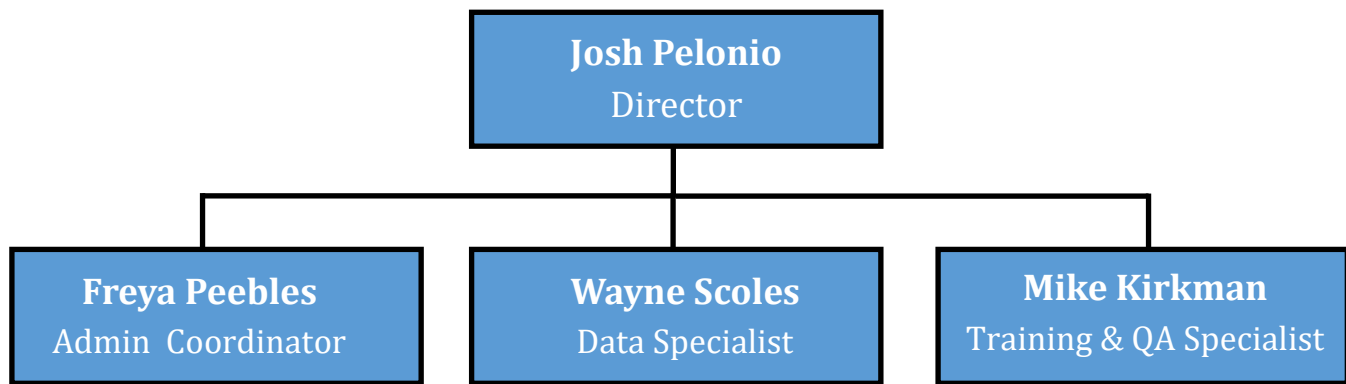 Josh Pelonio
Director
Freya Peebles
Admin Coordinator
Wayne Scoles
Data Specialist
Mike Kirkman
Training & QA Specialist